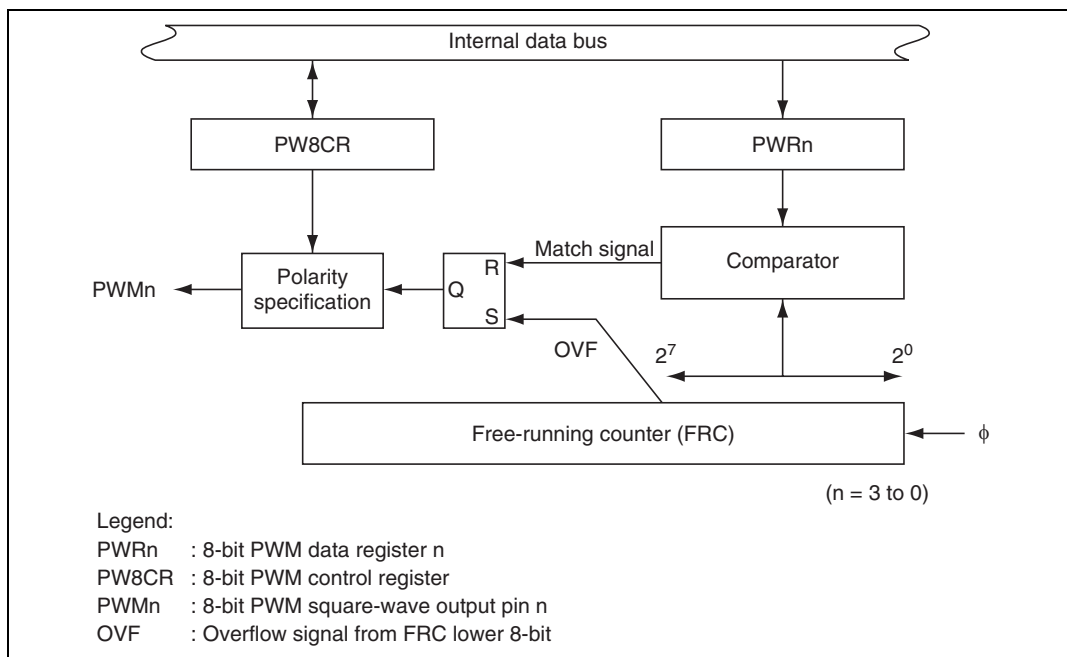 Internal data bus
PW8CR
PWRn
Match signal
Comparator
Polarity
specification
PWMn
Q
R
S
OVF
2⁷
2⁰
Free-running counter (FRC)
ϕ
(n = 3 to 0)
Legend:
PWRn : 8-bit PWM data register n
PW8CR : 8-bit PWM control register
PWMn : 8-bit PWM square-wave output pin n
OVF : Overflow signal from FRC lower 8-bit